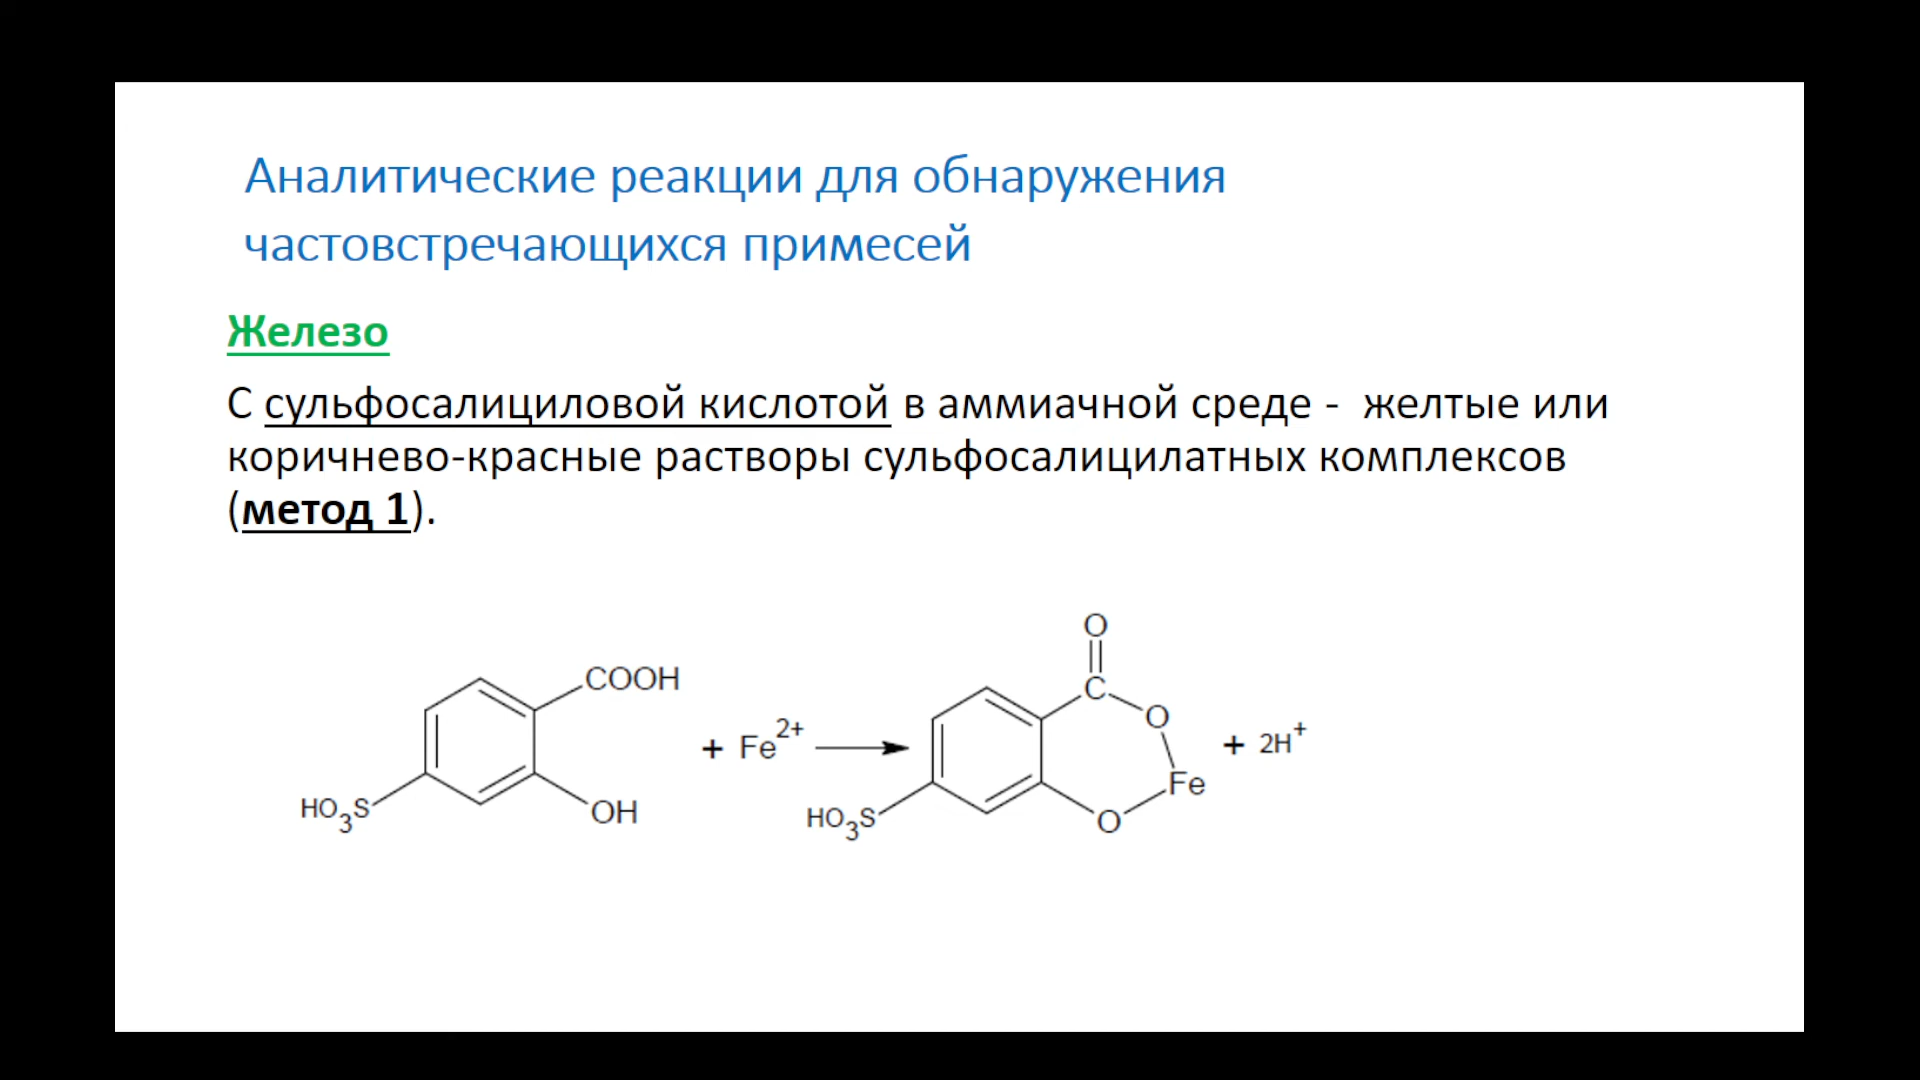 Аналитические реакции для обнаружения
частовстречающихся примесей
Железо
С сульфосалициловой кислотой в аммиачной среде - желтые или
коричнево-красные растворы сульфосалицилатных комплексов
(метод 1).
COOH
HO3S
OH
+ Fe2+
O
C
O
Fe
O
HO3S
+ 2H+